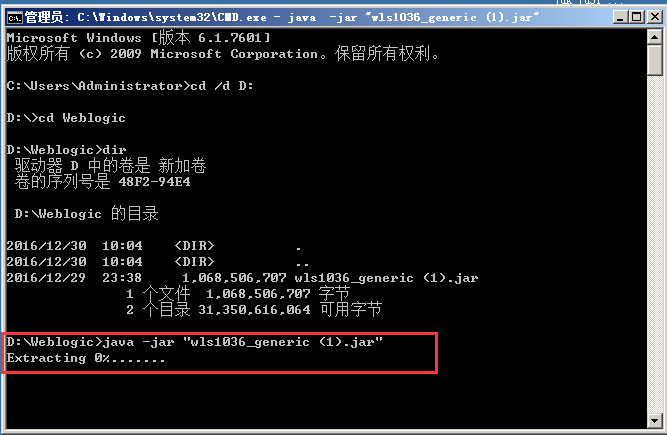 管理员: C:\Windows\system32\CMD.exe - java  -jar "wls1036_generic (1).jar"
Microsoft Windows [版本 6.1.7601]
版权所有 (c) 2009 Microsoft Corporation。保留所有权利。
C:\Users\Administrator>cd /d D:
D:\>cd Weblogic
D:\Weblogic>dir
 驱动器 D 中的卷是 新加卷
 卷的序列号是 48F2-94E4
 D:\Weblogic 的目录
2016/12/30  10:04    <DIR>          .
2016/12/30  10:04    <DIR>          ..
2016/12/29  23:38     1,068,506,707 wls1036_generic (1).jar
               1 个文件  1,068,506,707 字节
               2 个目录 31,350,616,064 可用字节
D:\Weblogic>java -jar "wls1036_generic (1).jar"
Extracting 0%.......